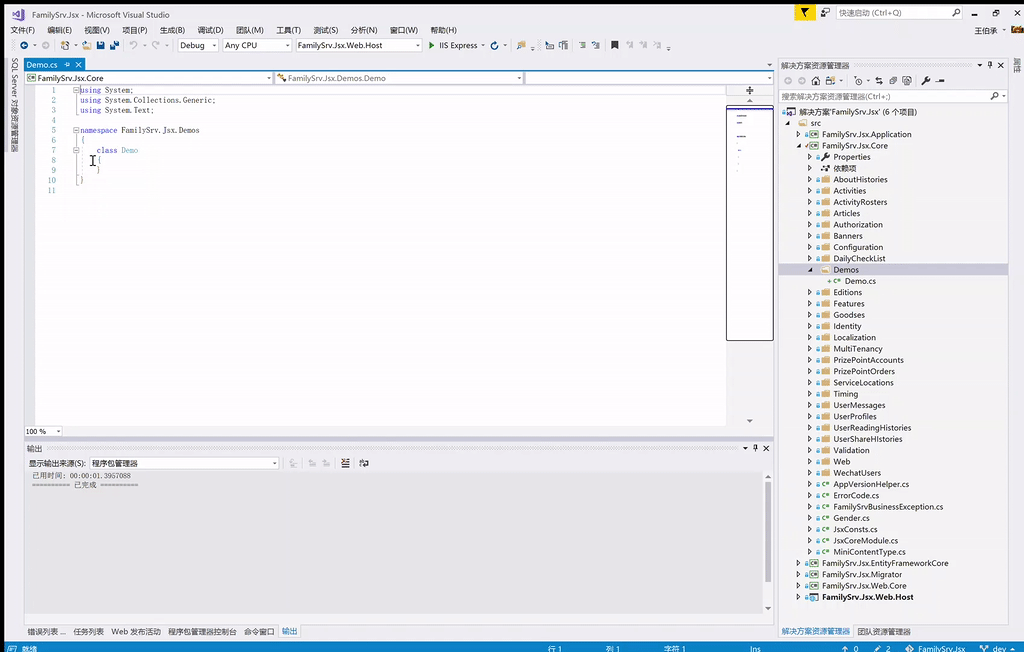 FamilySrv.Jsx - Microsoft Visual Studio
快速启动 (Ctrl+Q)
文件(F) 编辑(E) 视图(V) 项目(P) 生成(B) 调试(D) 团队(M) 工具(T) 测试(S) 分析(N) 窗口(W) 帮助(H)
王伯承
Debug Any CPU FamilySrv.Jsx.Web.Host IIS Express
SQL Server 对象资源管理器
Demo.cs
FamilySrv.Jsx.Core FamilySrv.Jsx.Demos.Demo
1 using System;
2 using System.Collections.Generic;
3 using System.Text;
4
5 namespace FamilySrv.Jsx.Demos
6 {
7 class Demo
8 {
9 }
10 }
11
100 %
输出
显示输出来源(S): 程序包管理器
已用时间: 00:00:01.3957088
========== 已完成 ==========
错误列表 ... 任务列表 Web 发布活动 程序包管理器控制台 命令窗口 输出
解决方案资源管理器
搜索解决方案资源管理器(Ctrl+;)
解决方案'FamilySrv.Jsx' (6 个项目)
src
FamilySrv.Jsx.Application
FamilySrv.Jsx.Core
Properties
依赖项
AboutHistories
Activities
ActivityRosters
Articles
Authorization
Banners
Configuration
DailyCheckList
Demos
Demo.cs
Editions
Features
Goodses
Identity
Localization
MultiTenancy
PrizePointAccounts
PrizePointOrders
ServiceLocations
Timing
UserMessages
UserProfiles
UserReadingHistories
UserShareHIstories
Validation
Web
WechatUsers
AppVersionHelper.cs
ErrorCode.cs
FamilySrvBusinessException.cs
Gender.cs
JsxConsts.cs
JsxCoreModule.cs
MiniContentType.cs
FamilySrv.Jsx.EntityFrameworkCore
FamilySrv.Jsx.Migrator
FamilySrv.Jsx.Web.Core
FamilySrv.Jsx.Web.Host
解决方案资源管理器 团队资源管理器
属性
就绪 行 1 列 1 字符 1 Ins 0 2 FamilySrv.Jsx dev